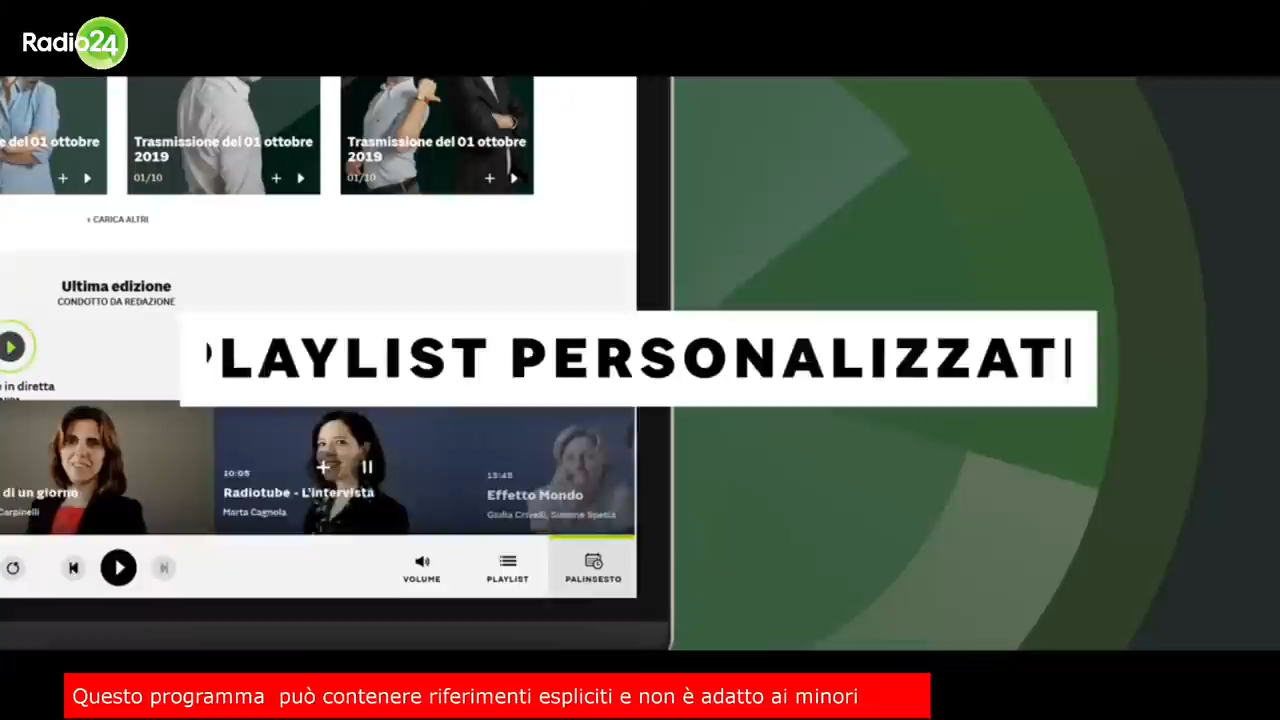 Radio24
e del 01 ottobre
Trasmissione del 01 ottobre
2019
01/10
Trasmissione del 01 ottobre
2019
01/10
+ CARICA ALTRI
Ultima edizione
CONDOTTO DA REDAZIONE
PLAYLIST PERSONALIZZAT
e in diretta
di un giorno
Carpinelli
10:05
Radiotube - L'intervista
Marta Cagnola
13:45
Effetto Mondo
Giulia Crivelli, Simone Spetia
VOLUME
PLAYLIST
PALINSESTO
Questo programma può contenere riferimenti espliciti e non è adatto ai minori